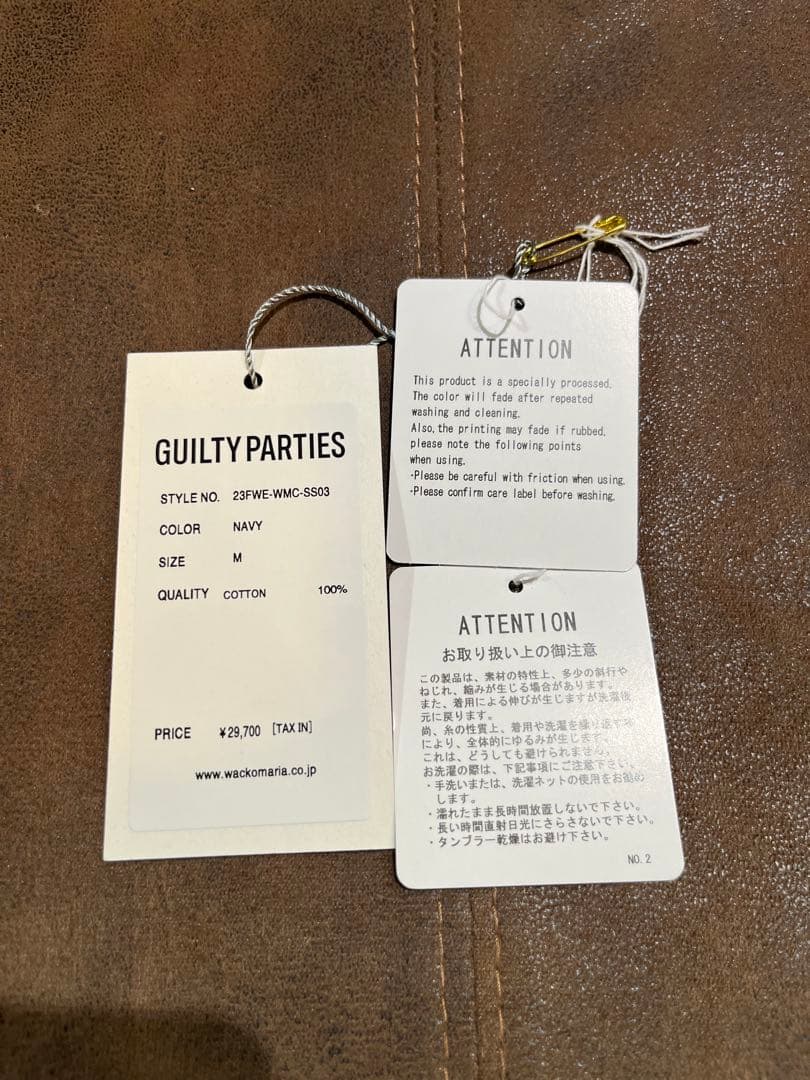 GUILTY PARTIES
STYLE NO. 23FWE-WMC-SS03
COLOR NAVY
SIZE M
QUALITY COTTON 100%
PRICE ¥29,700 [TAX IN]
www.wackomaria.co.jp
ATTENTION
This product is a specially processed.
The color will fade after repeated
washing and cleaning.
Also, the printing may fade if rubbed,
please note the following points
when using.
・Please be careful with friction when using.
・Please confirm care label before washing.
ATTENTION
お取り扱い上の御注意
この製品は、素材の特性上、多少の斜行や
ねじれ、縮みが生じる場合があります。
また、着用による伸びが生じますが洗濯後
元に戻ります。
尚、糸の性質上、着用や洗濯を繰り返す事
により、全体的にゆるみが生じます。
これは、どうしても避けられません。
お洗濯の際は、下記事項にご注意下さい。
・手洗いまたは、洗濯ネットの使用をお勧め
します。
・濡れたまま長時間放置しないで下さい。
・長い時間直射日光にさらさないで下さい。
・タンブラー乾燥はお避け下さい。
NO.2